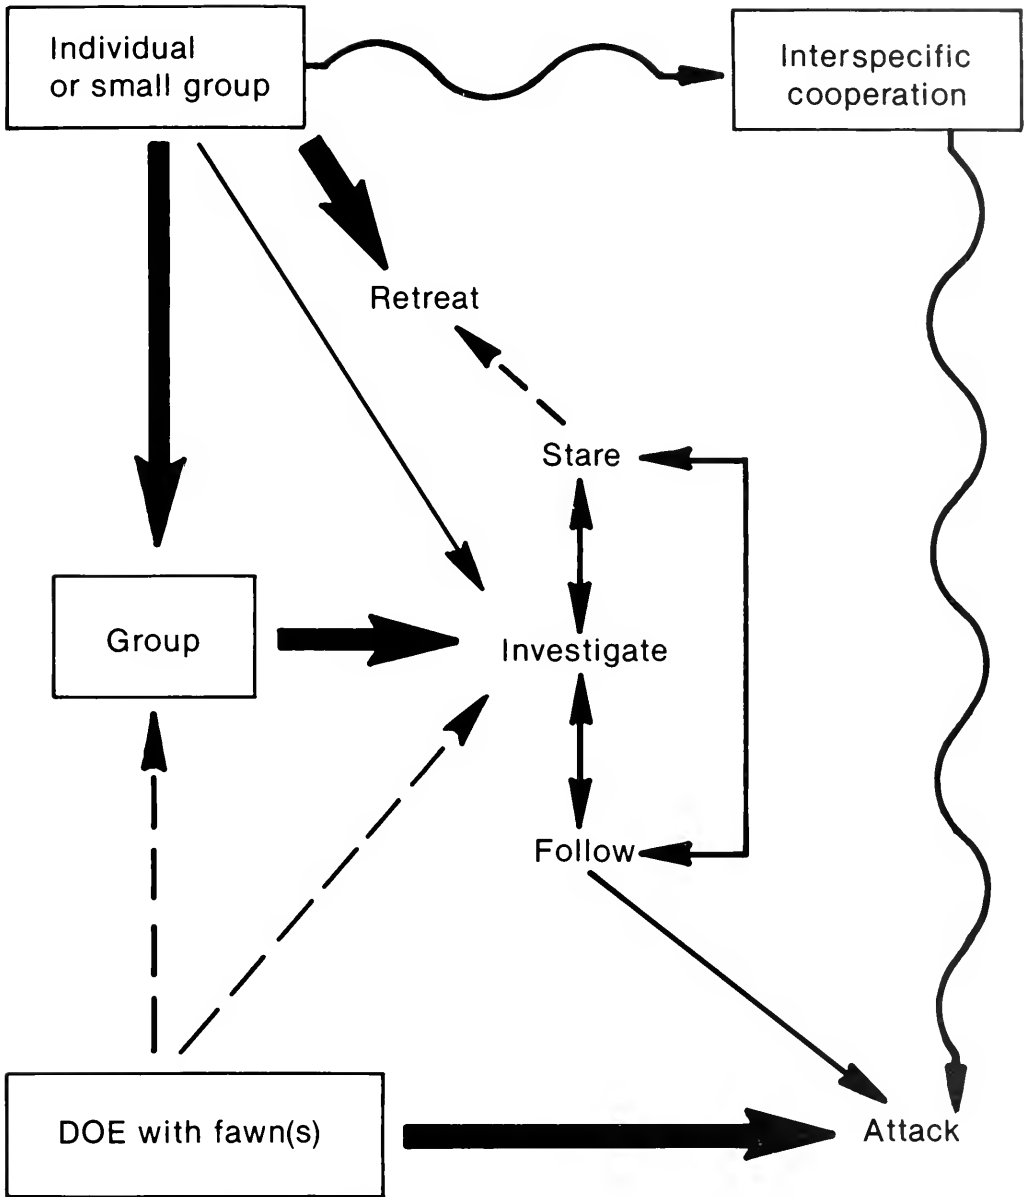 Individual
or small group
Interspecific
cooperation
Retreat
Stare
Group
Investigate
Follow
DOE with fawn(s)
Attack